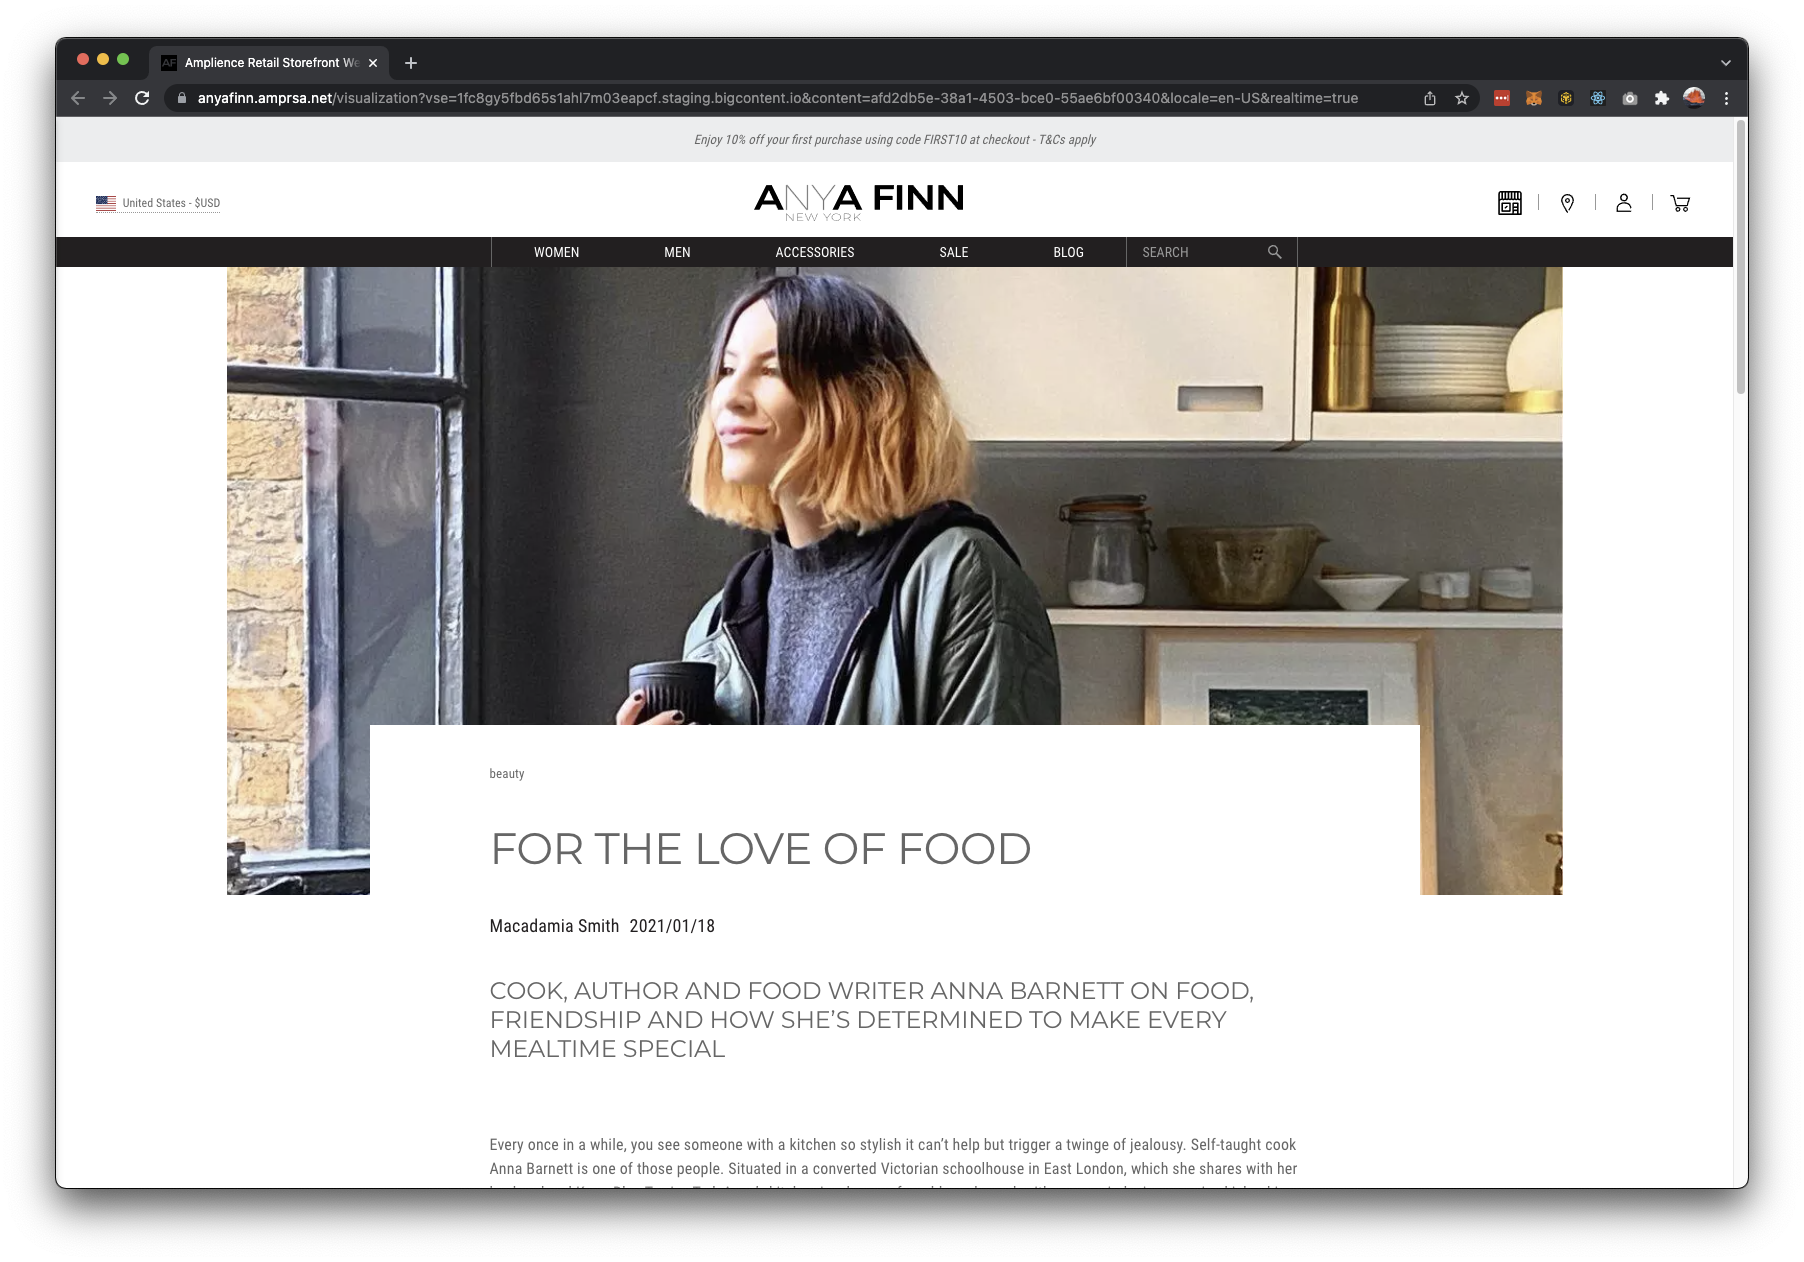 Amplience Retail Storefront We
anyafinn.amprsa.net/visualization?vse=1fc8gy5fbd65s1ahl7m03eapcf.staging.bigcontent.io&content=afd2db5e-38a1-4503-bce0-55ae6bf00340&locale=en-US&realtime=true
Enjoy 10% off your first purchase using code FIRST10 at checkout - T&Cs apply
United States - $USD
ANYA FINN
NEW YORK
WOMEN MEN ACCESSORIES SALE BLOG SEARCH
beauty
FOR THE LOVE OF FOOD
Macadamia Smith 2021/01/18
COOK, AUTHOR AND FOOD WRITER ANNA BARNETT ON FOOD,
FRIENDSHIP AND HOW SHE’S DETERMINED TO MAKE EVERY
MEALTIME SPECIAL
Every once in a while, you see someone with a kitchen so stylish it can’t help but trigger a twinge of jealousy. Self-taught cook
Anna Barnett is one of those people. Situated in a converted Victorian schoolhouse in East London, which she shares with her